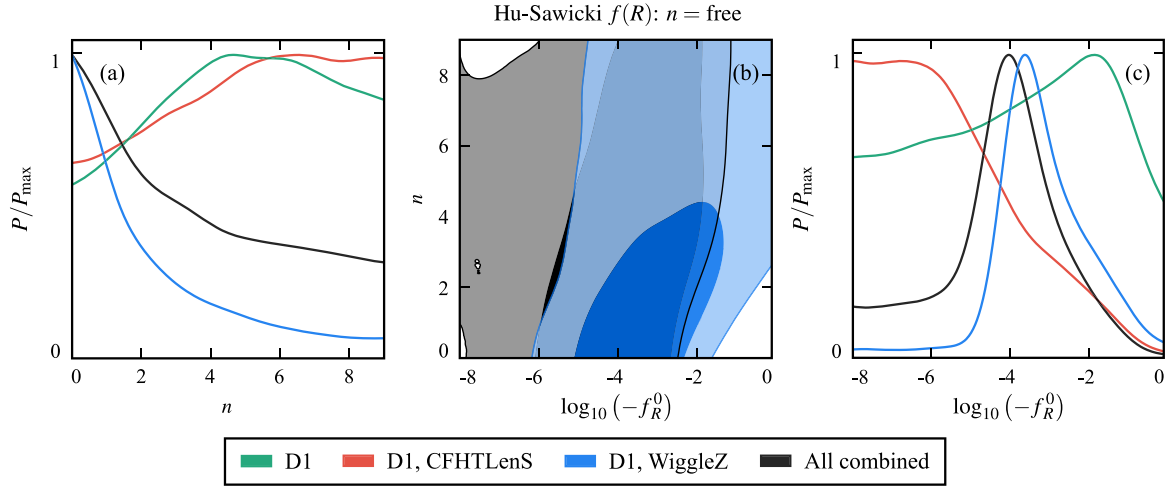 Hu-Sawicki f(R): n = free
1
(a)
P/P_max
0
0 2 4 6 8
n
8
(b)
6
n
4
2
0
-8 -6 -4 -2 0
log₁₀ (−f_R^0)
1
(c)
P/P_max
0
-8 -6 -4 -2 0
log₁₀ (−f_R^0)
D1 D1, CFHTLenS D1, WiggleZ All combined